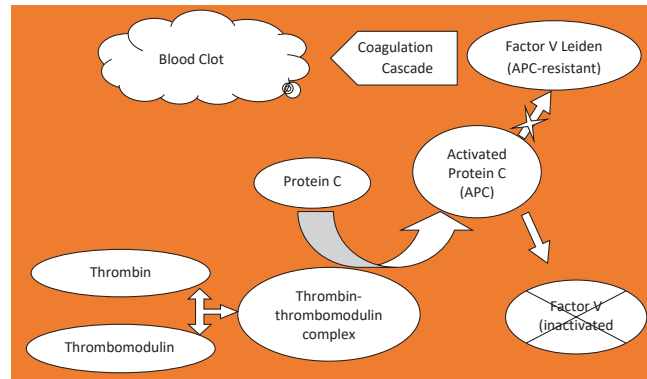 Blood Clot
Coagulation
Cascade
Factor V Leiden
(APC-resistant)
Activated
Protein C
(APC)
Protein C
Thrombin
Thrombomodulin
Thrombin-
thrombomodulin
complex
Factor V
(inactivated